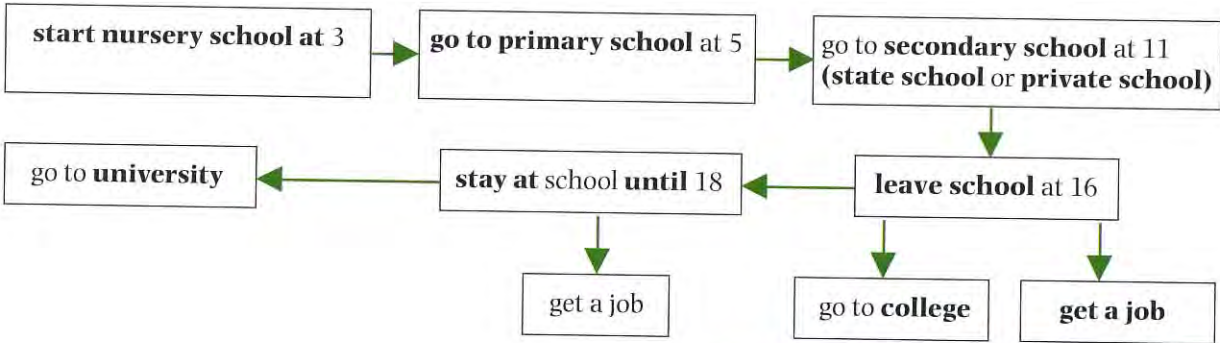 start nursery school at 3
go to primary school at 5
go to secondary school at 11
(state school or private school)
go to university
stay at school until 18
leave school at 16
get a job
go to college
get a job